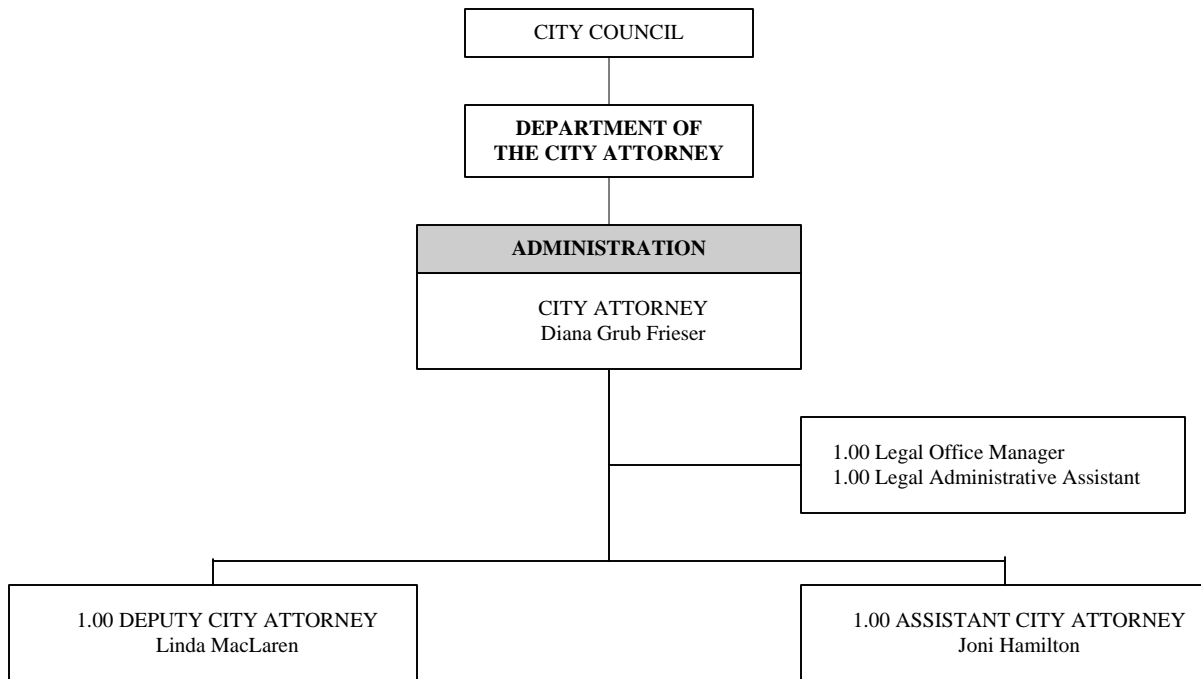 CITY COUNCIL
DEPARTMENT OF
THE CITY ATTORNEY
ADMINISTRATION
CITY ATTORNEY
Diana Grub Frieser
1.00 Legal Office Manager
1.00 Legal Administrative Assistant
1.00 DEPUTY CITY ATTORNEY
Linda MacLaren
1.00 ASSISTANT CITY ATTORNEY
Joni Hamilton